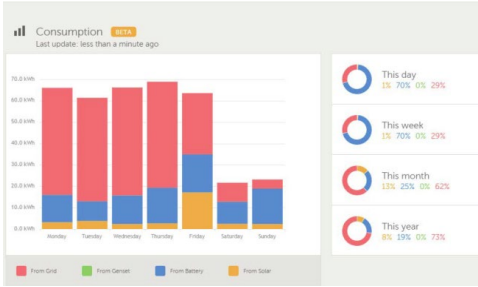 Consumption BETA
Last update: less than a minute ago
70.0 kWh
60.0 kWh
50.0 kWh
40.0 kWh
30.0 kWh
20.0 kWh
10.0 kWh
0.0 kWh
Monday Tuesday Wednesday Thursday Friday Saturday Sunday
From Grid From Genset From Battery From Solar
This day
1% 70% 0% 29%
This week
1% 70% 0% 29%
This month
13% 25% 0% 62%
This year
8% 19% 0% 73%